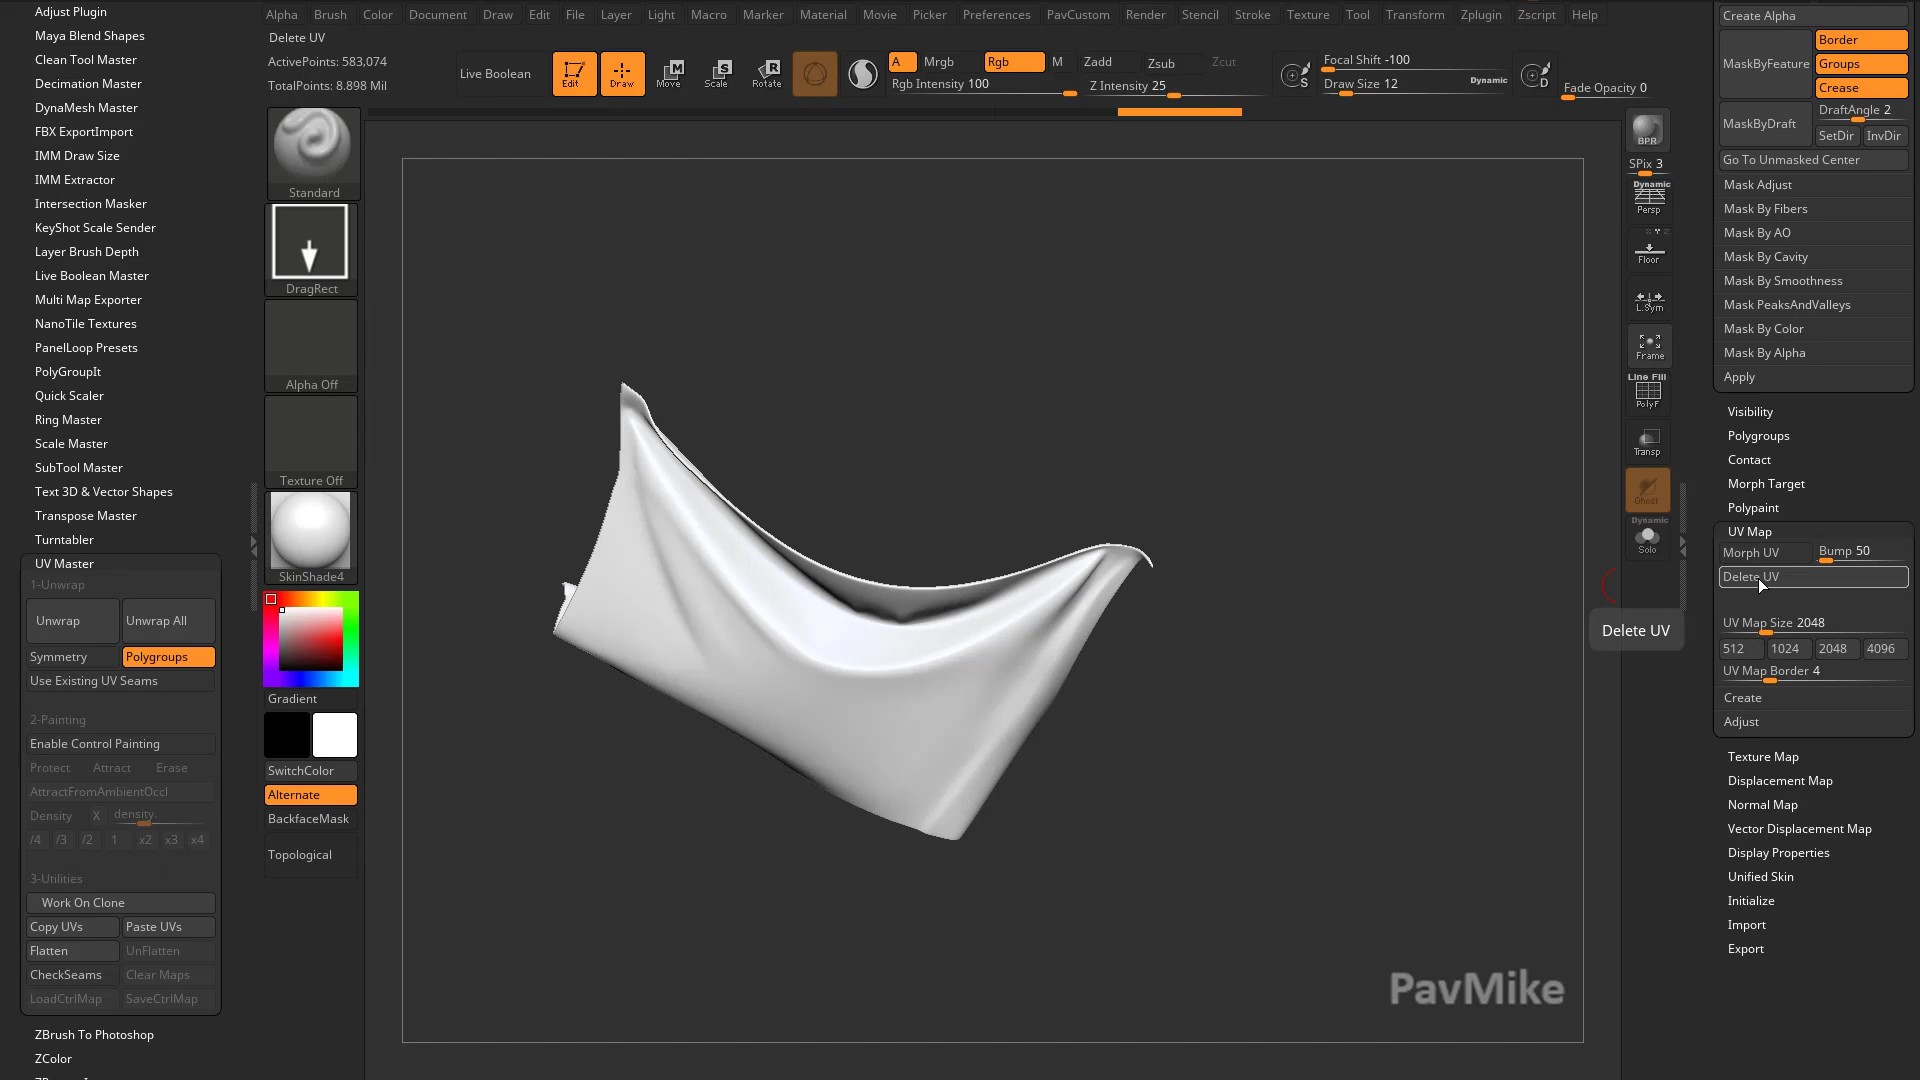 Adjust Plugin
Maya Blend Shapes
Clean Tool Master
Decimation Master
DynaMesh Master
FBX ExportImport
IMM Draw Size
IMM Extractor
Intersection Masker
KeyShot Scale Sender
Layer Brush Depth
Live Boolean Master
Multi Map Exporter
NanoTile Textures
PanelLoop Presets
PolyGroupIt
Quick Scaler
Ring Master
Scale Master
SubTool Master
Text 3D & Vector Shapes
Transpose Master
Turntabler
UV Master
1-Unwrap
Unwrap Unwrap All
Symmetry Polygroups
Use Existing UV Seams
2-Painting
Enable Control Painting
Protect Attract Erase
AttractFromAmbientOccl
Density X density.
/4 /3 /2 1 x2 x3 x4
3-Utilities
Work On Clone
Copy UVs Paste UVs
Flatten UnFlatten
CheckSeams Clear Maps
LoadCtrlMap SaveCtrlMap
ZBrush To Photoshop
ZColor
Alpha Brush Color Document Draw Edit File Layer Light Macro Marker Material Movie Picker Preferences PavCustom Render Stencil Stroke Texture Tool Transform Zplugin Zscript Help
Delete UV
ActivePoints: 583,074
TotalPoints: 8.898 Mil
Live Boolean
Edit
Draw
Move
M
Scale
S
Rotate
R
A Mrgb Rgb M Zadd Zsub Zcut
Rgb Intensity 100 Z Intensity 25
S
Focal Shift -100
Draw Size 12 Dynamic
D
Fade Opacity 0
Standard
DragRect
Alpha Off
Texture Off
SkinShade4
Gradient
SwitchColor
Alternate
BackfaceMask
Topological
PavMike
BPR
SPix 3
Dynamic
Persp
Floor
L.Sym
Frame
Line Fill
PolyF
Transp
Ghost
Dynamic
Solo
Delete UV
Create Alpha
MaskByFeature
Border
Groups
Crease
MaskByDraft
DraftAngle 2
SetDir InvDir
Go To Unmasked Center
Mask Adjust
Mask By Fibers
Mask By AO
Mask By Cavity
Mask By Smoothness
Mask PeaksAndValleys
Mask By Color
Mask By Alpha
Apply
Visibility
Polygroups
Contact
Morph Target
Polypaint
UV Map
Morph UV Bump 50
Delete UV
UV Map Size 2048
512 1024 2048 4096
UV Map Border 4
Create
Adjust
Texture Map
Displacement Map
Normal Map
Vector Displacement Map
Display Properties
Unified Skin
Initialize
Import
Export